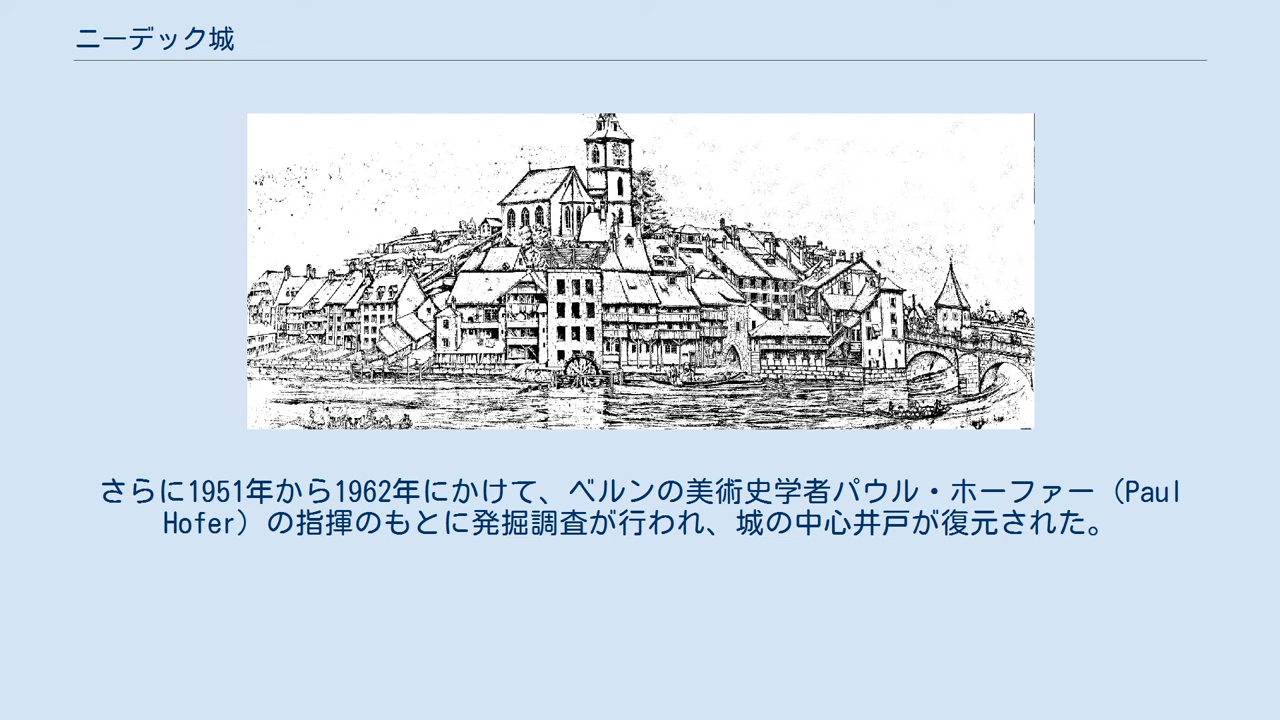 ニーデック城
さらに1951年から1962年にかけて、ベルンの美術史学者パウル・ホーファー（Paul
Hofer）の指揮のもとに発掘調査が行われ、城の中心井戸が復元された。